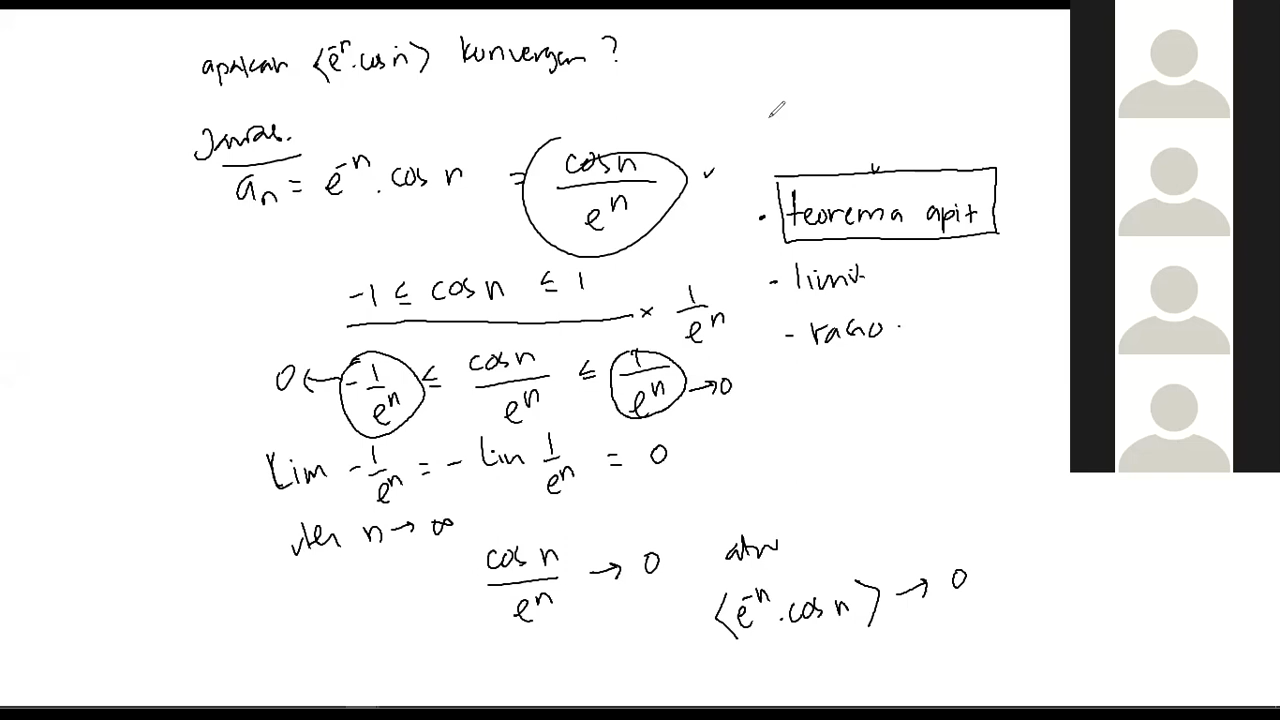 apakah ⟨e⁻ⁿ.cos n⟩ konvergen ?
Jawab.
aₙ = e⁻ⁿ . cos n = cos n / eⁿ ✓
• teorema apit
- limit
- rasio .
-1 ≤ cos n ≤ 1
× 1/eⁿ
0 ← -1/eⁿ ≤ cos n / eⁿ ≤ 1/eⁿ → 0
Lim -1/eⁿ = - lim 1/eⁿ = 0
n → ∞
cos n / eⁿ → 0 atau
⟨e⁻ⁿ . cos n⟩ → 0